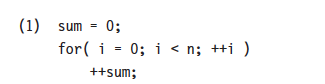 (1) sum = 0;
for( i = 0; i < n; ++i )
++sum;